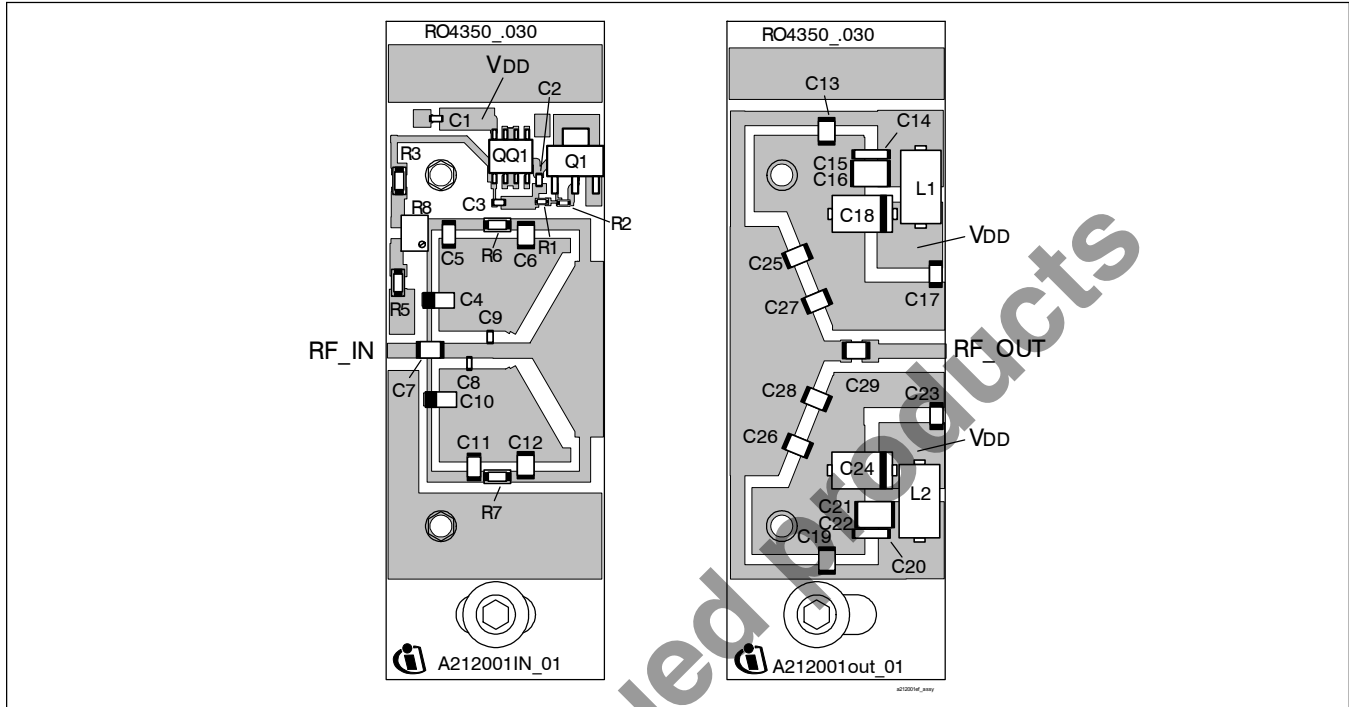 RO4350_.030
VDD
C2
C1
QQ1
Q1
R3
C3
R8
R1
R2
C5
R6
C6
C4
R5
C9
RF_IN
C7
C8
C10
C11
C12
R7
A212001IN_01
RO4350_.030
C13
C14
C15
C16
L1
C18
VDD
C25
C17
C27
RF_OUT
C29
C28
C23
C26
VDD
C24
L2
C21
C22
C19
C20
A212001out_01
a212001ef_assy
ued products